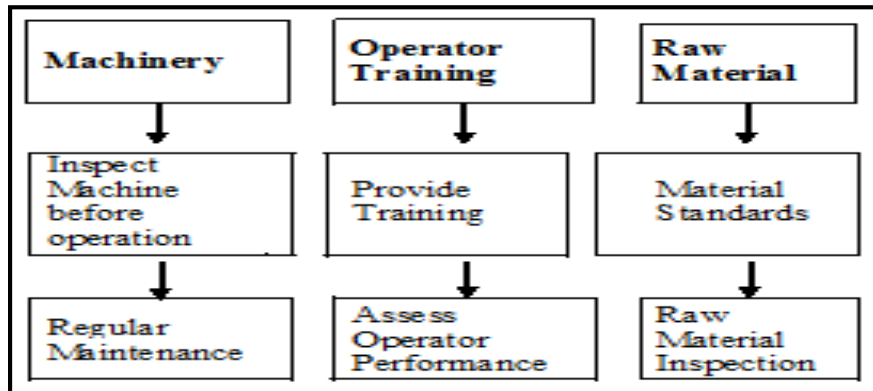 Machinery
Operator
Training
Raw
Material
Inspect
Machine
before
operation
Provide
Training
Material
Standards
Regular
Maintenance
Assess
Operator
Performance
Raw
Material
Inspection